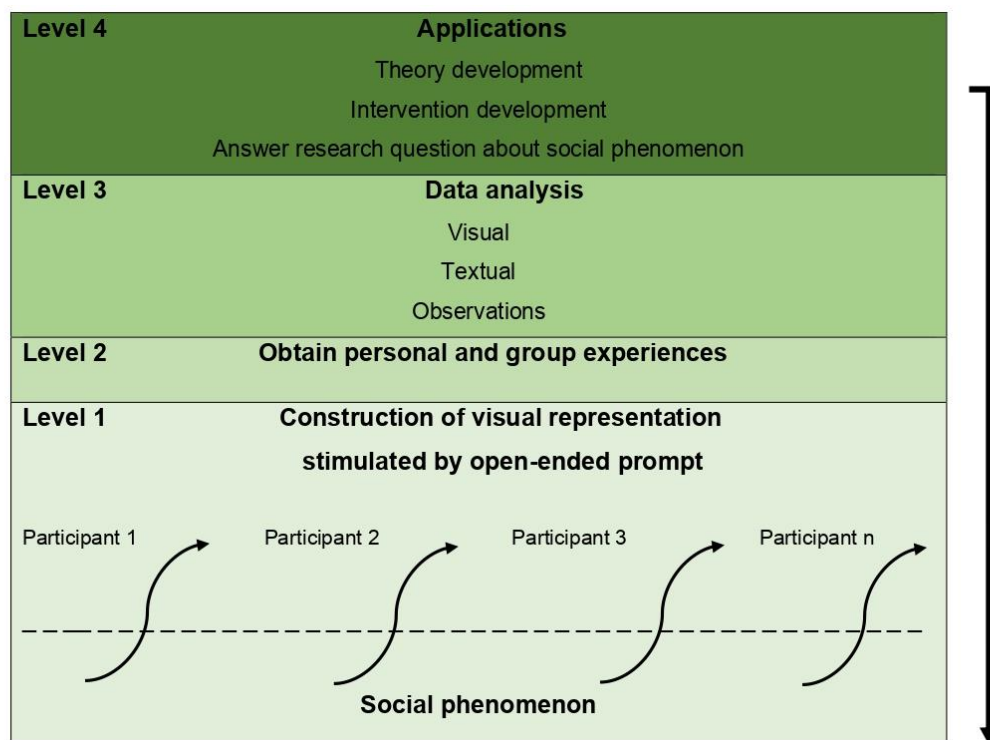 Level 4 Applications
Theory development
Intervention development
Answer research question about social phenomenon
Level 3 Data analysis
Visual
Textual
Observations
Level 2 Obtain personal and group experiences
Level 1 Construction of visual representation
stimulated by open-ended prompt
Participant 1 Participant 2 Participant 3 Participant n
Social phenomenon